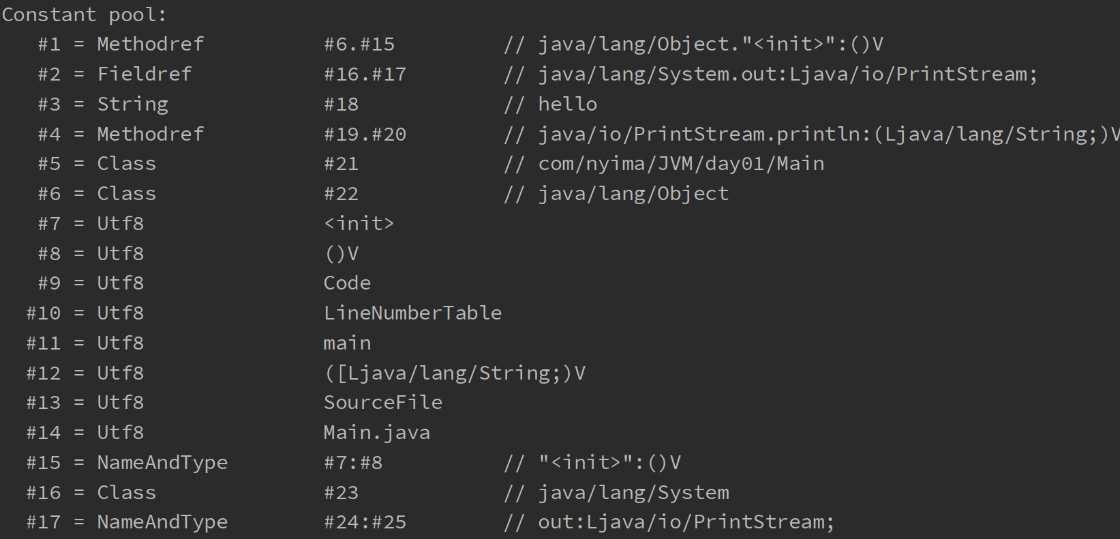 Constant pool:
#1 = Methodref #6.#15 // java/lang/Object."<init>":()V
#2 = Fieldref #16.#17 // java/lang/System.out:Ljava/io/PrintStream;
#3 = String #18 // hello
#4 = Methodref #19.#20 // java/io/PrintStream.println:(Ljava/lang/String;)V
#5 = Class #21 // com/nyima/JVM/day01/Main
#6 = Class #22 // java/lang/Object
#7 = Utf8 <init>
#8 = Utf8 ()V
#9 = Utf8 Code
#10 = Utf8 LineNumberTable
#11 = Utf8 main
#12 = Utf8 ([Ljava/lang/String;)V
#13 = Utf8 SourceFile
#14 = Utf8 Main.java
#15 = NameAndType #7:#8 // "<init>":()V
#16 = Class #23 // java/lang/System
#17 = NameAndType #24:#25 // out:Ljava/io/PrintStream;